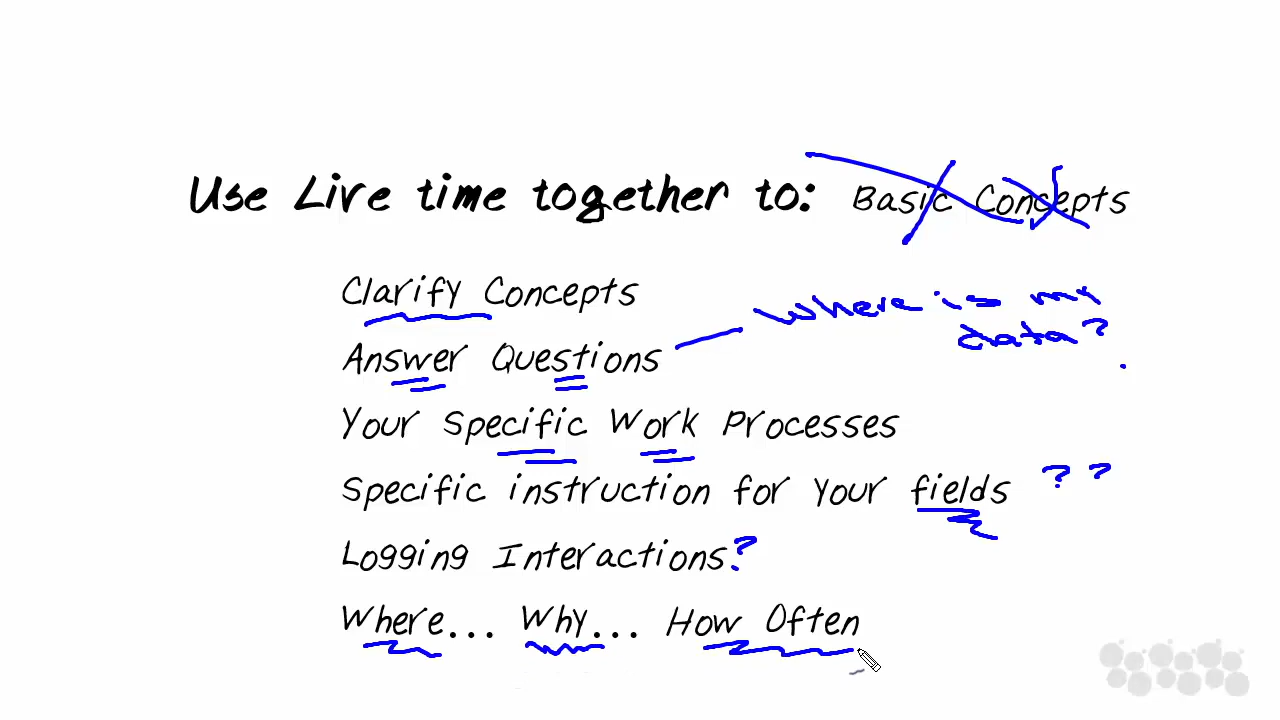 Use Live time together to: Basic Concepts
Clarify Concepts
where is my
data?
Answer Questions
Your Specific Work Processes
Specific instruction for your fields ??
Logging Interactions?
Where... Why... How Often